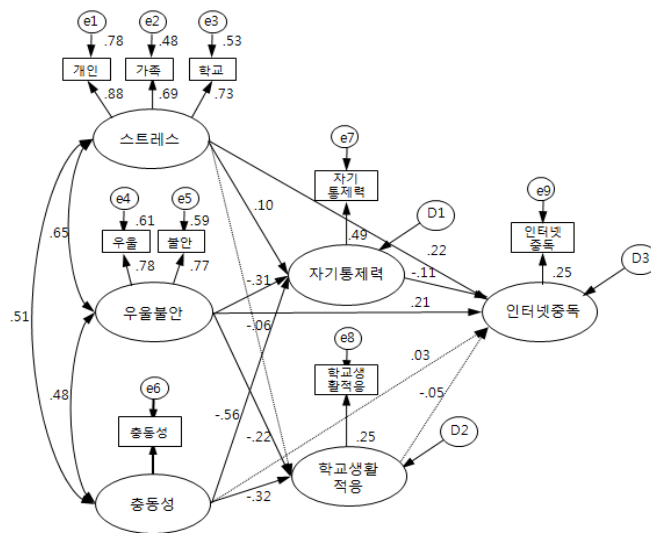 e1
e2
e3
.78
.48
.53
개인
가족
학교
.88
.69
.73
스트레스
e7
자기
통제력
e4
e5
.10
D1
e9
.61
.59
.49
인터넷
중독
.65
우울
불안
.22
D3
.78
.77
-.31
자기통제력
-.11
.25
우울불안
.21
인터넷중독
.51
-.06
e8
.03
e6
.48
학교생
활적응
-.05
-.56
충동성
-.22
.25
D2
-.32
학교생활
적응
충동성